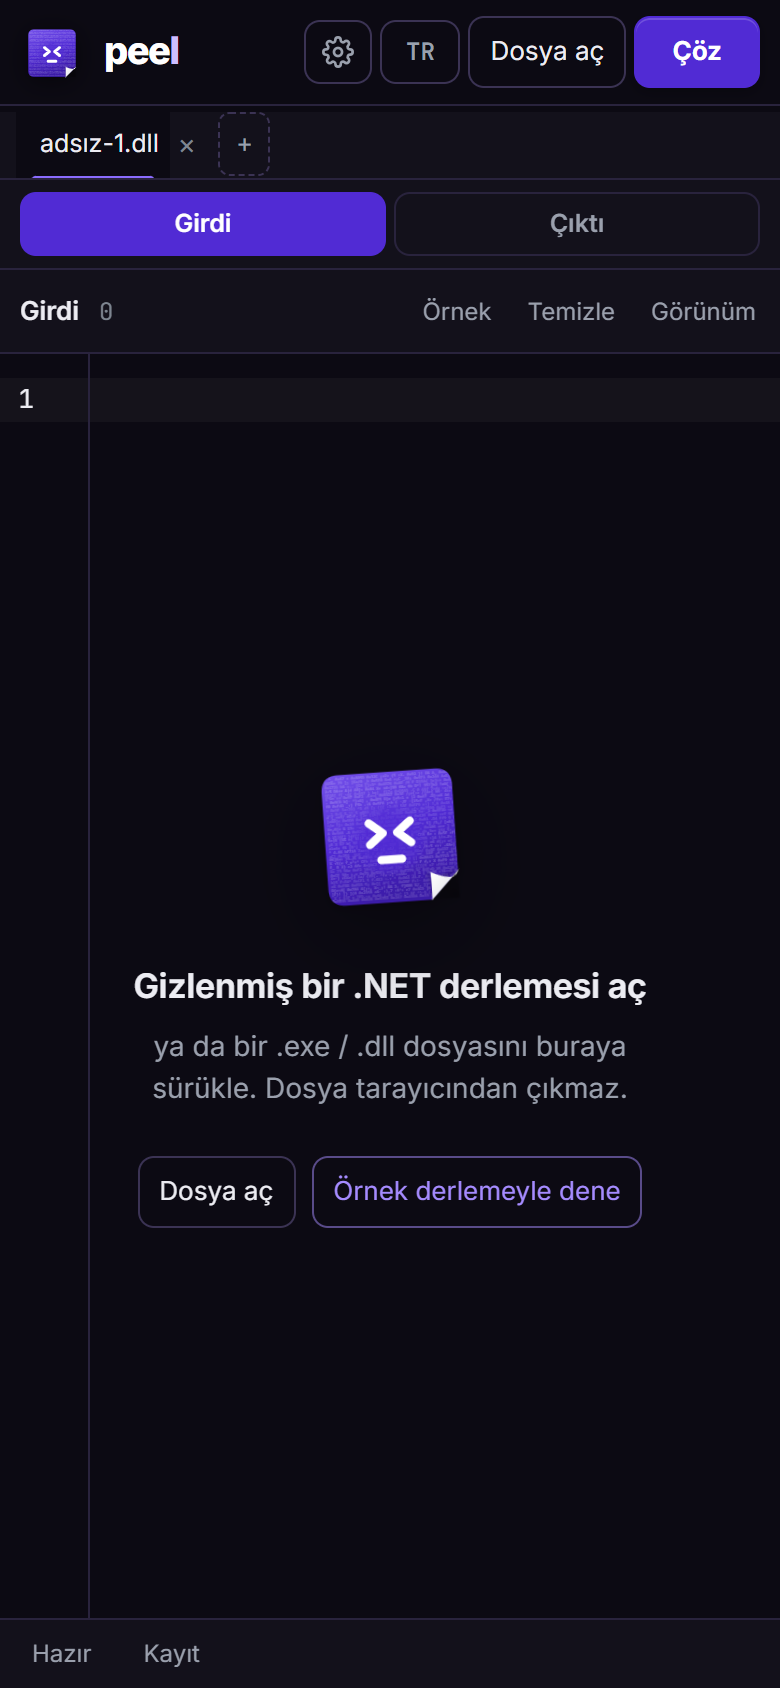 peel
TR
Dosya aç
Çöz
adsız-1.dll ×
+
Girdi
Çıktı
Girdi 0
Örnek
Temizle
Görünüm
1
Gizlenmiş bir .NET derlemesi aç
ya da bir .exe / .dll dosyasını buraya
sürükle. Dosya tarayıcından çıkmaz.
Dosya aç
Örnek derlemeyle dene
Hazır
Kayıt